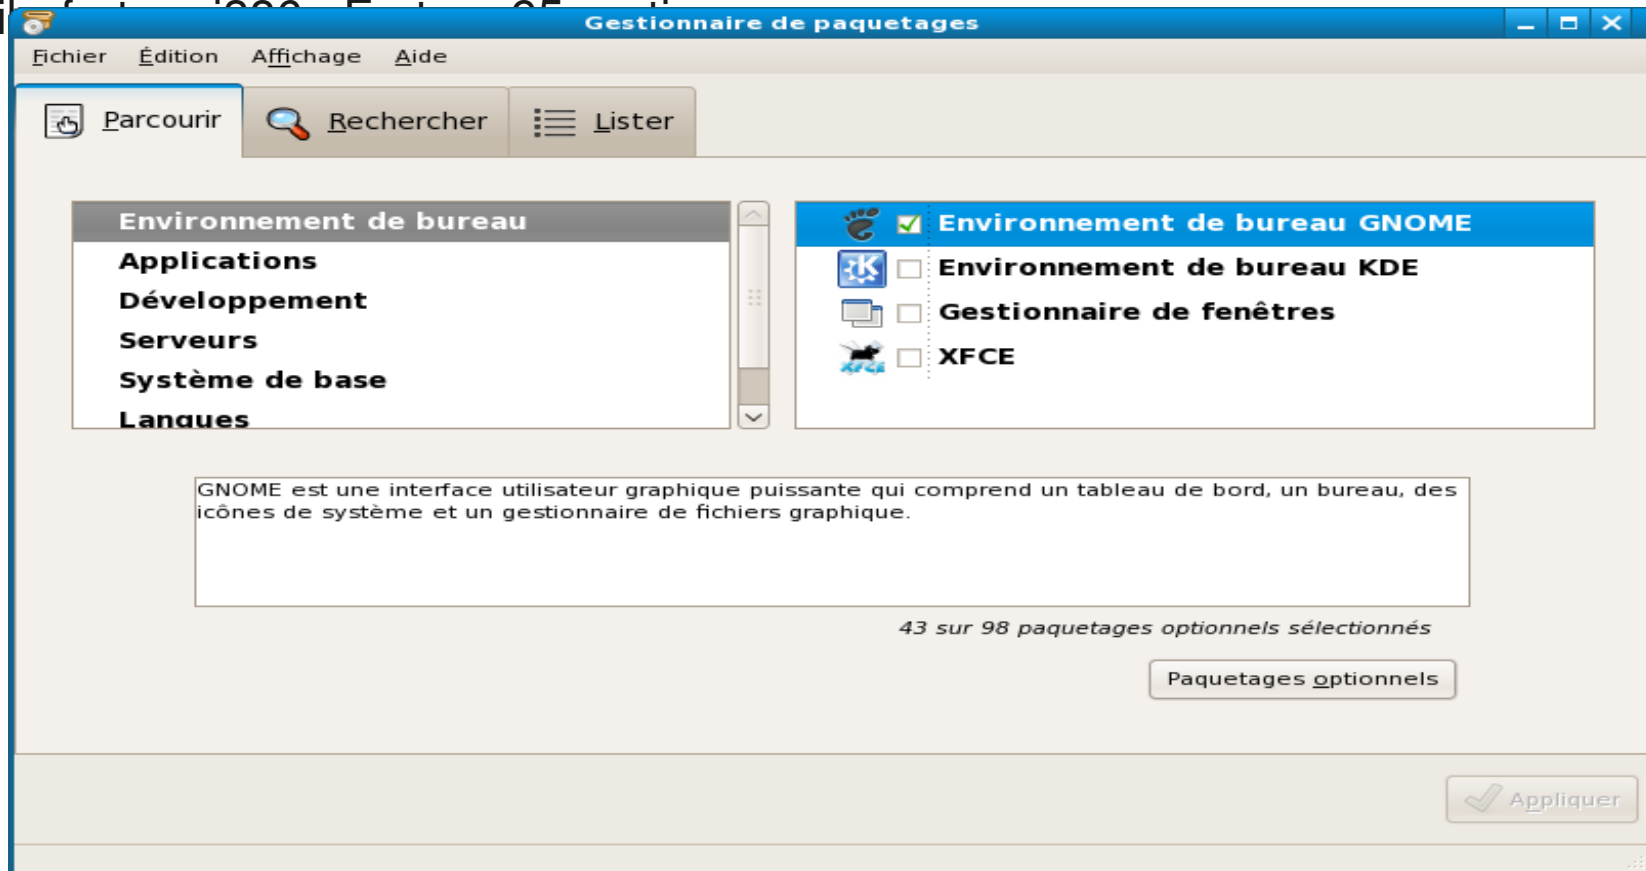 Gestionnaire de paquetages
Fichier Édition Affichage Aide
Parcourir Rechercher Lister
Environnement de bureau
Applications
Développement
Serveurs
Système de base
Langues
Environnement de bureau GNOME
Environnement de bureau KDE
Gestionnaire de fenêtres
XFCE
GNOME est une interface utilisateur graphique puissante qui comprend un tableau de bord, un bureau, des
icônes de système et un gestionnaire de fichiers graphique.
43 sur 98 paquetages optionnels sélectionnés
Paquetages optionnels
Appliquer